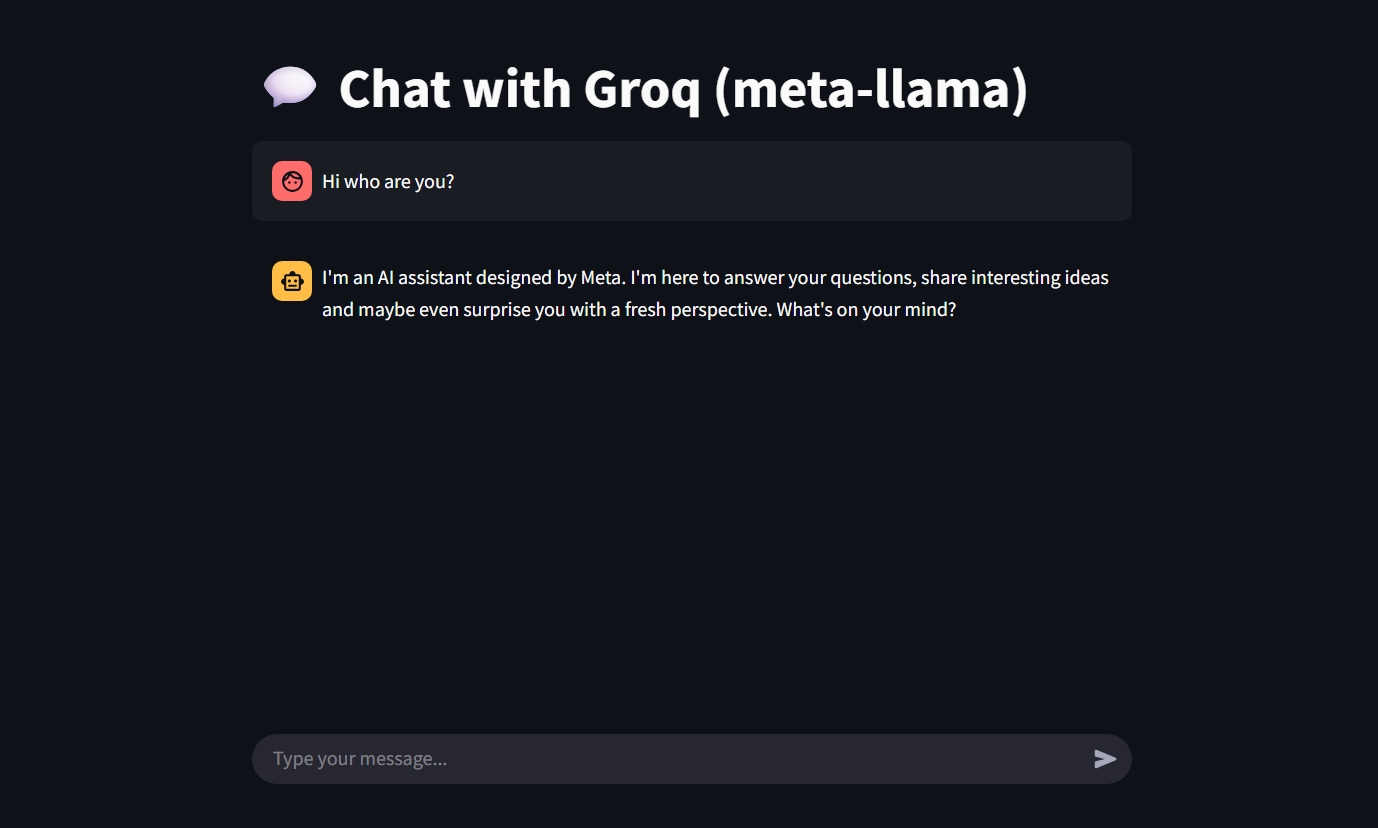 Chat with Groq (meta-llama)
Hi who are you?
I'm an AI assistant designed by Meta. I'm here to answer your questions, share interesting ideas
and maybe even surprise you with a fresh perspective. What's on your mind?
Type your message...